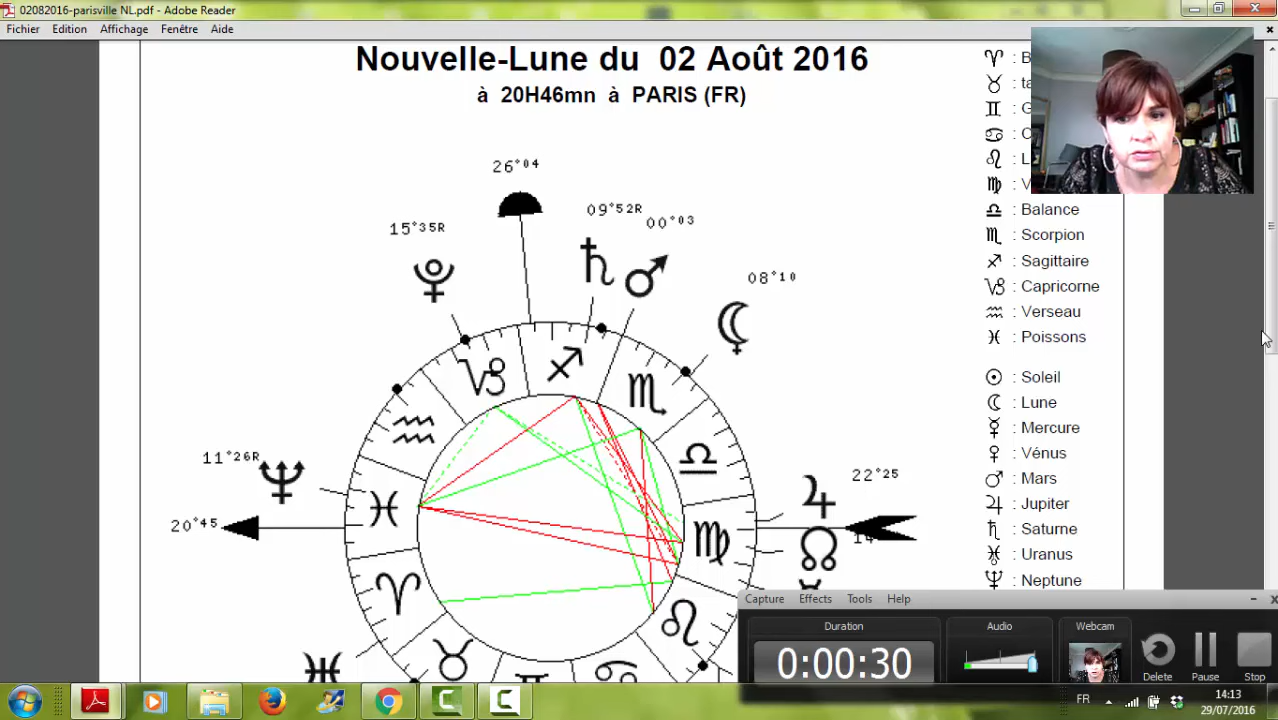 02082016-parisville NL.pdf - Adobe Reader
Fichier Edition Affichage Fenêtre Aide
Nouvelle-Lune du 02 Août 2016
à 20H46mn à PARIS (FR)
26°04
09°52R
00°03
15°35R
08°10
11°26R
20°45
22°25
14
♈ : B
♉ : ta
♊ : G
♋ : C
♌ : L
♍ : V
♎ : Balance
♏ : Scorpion
♐ : Sagittaire
♑ : Capricorne
♒ : Verseau
♓ : Poissons
☉ : Soleil
☾ : Lune
☿ : Mercure
♀ : Vénus
♂ : Mars
♃ : Jupiter
♄ : Saturne
♅ : Uranus
♆ : Neptune
Capture Effects Tools Help
Duration Audio Webcam
0:00:30
Delete Pause Stop
FR
14:13
29/07/2016